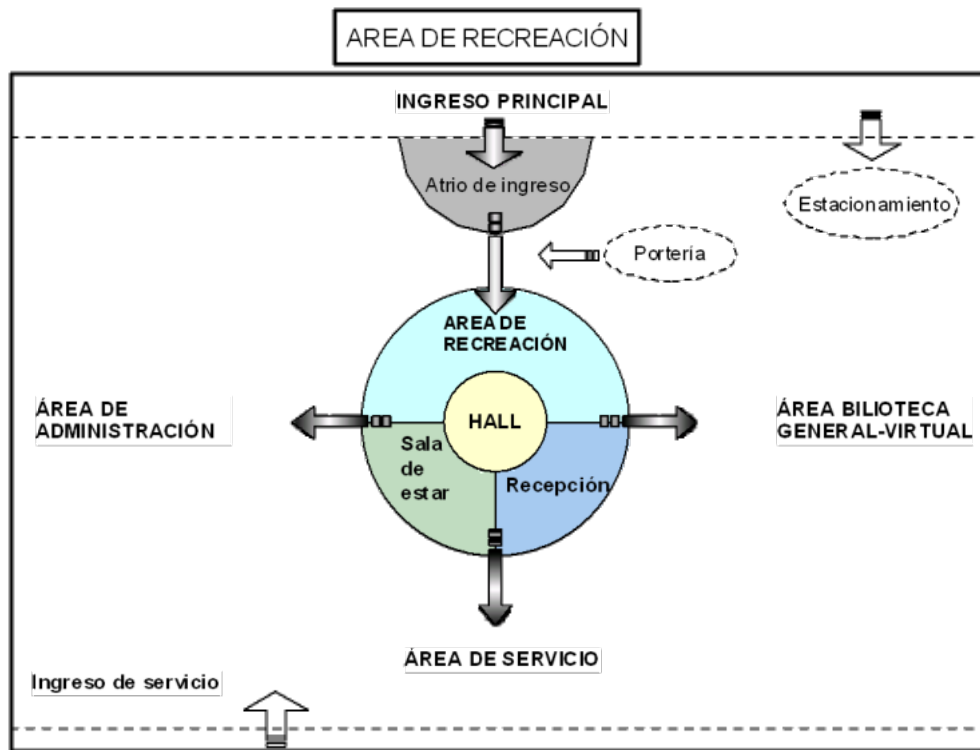 AREA DE RECREACIÓN
INGRESO PRINCIPAL
Atrio de ingreso
Estacionamiento
Portería
AREA DE
RECREACIÓN
ÁREA DE
ADMINISTRACIÓN
HALL
ÁREA BILIOTECA
GENERAL-VIRTUAL
Sala
de
estar
Recepción
ÁREA DE SERVICIO
Ingreso de servicio